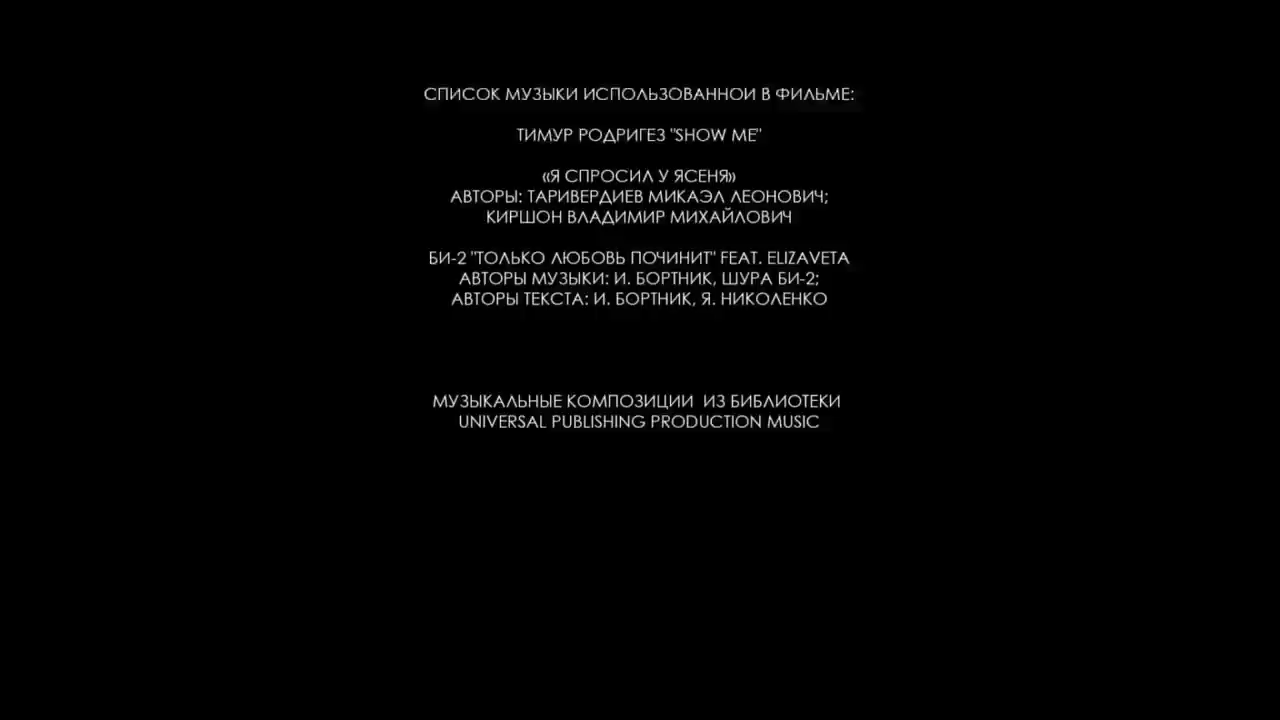 СПИСОК МУЗЫКИ ИСПОЛЬЗОВАННОИ В ФИЛЬМЕ:
ТИМУР РОДРИГЕЗ "SHOW ME"
«Я СПРОСИЛ У ЯСЕНЯ»
АВТОРЫ: ТАРИВЕРДИЕВ МИКАЭЛ ЛЕОНОВИЧ;
КИРШОН ВЛАДИМИР МИХАЙЛОВИЧ
БИ-2 "ТОЛЬКО ЛЮБОВЬ ПОЧИНИТ" FEAT. ELIZAVETA
АВТОРЫ МУЗЫКИ: И. БОРТНИК, ШУРА БИ-2;
АВТОРЫ ТЕКСТА: И. БОРТНИК, Я. НИКОЛЕНКО
МУЗЫКАЛЬНЫЕ КОМПОЗИЦИИ ИЗ БИБЛИОТЕКИ
UNIVERSAL PUBLISHING PRODUCTION MUSIC